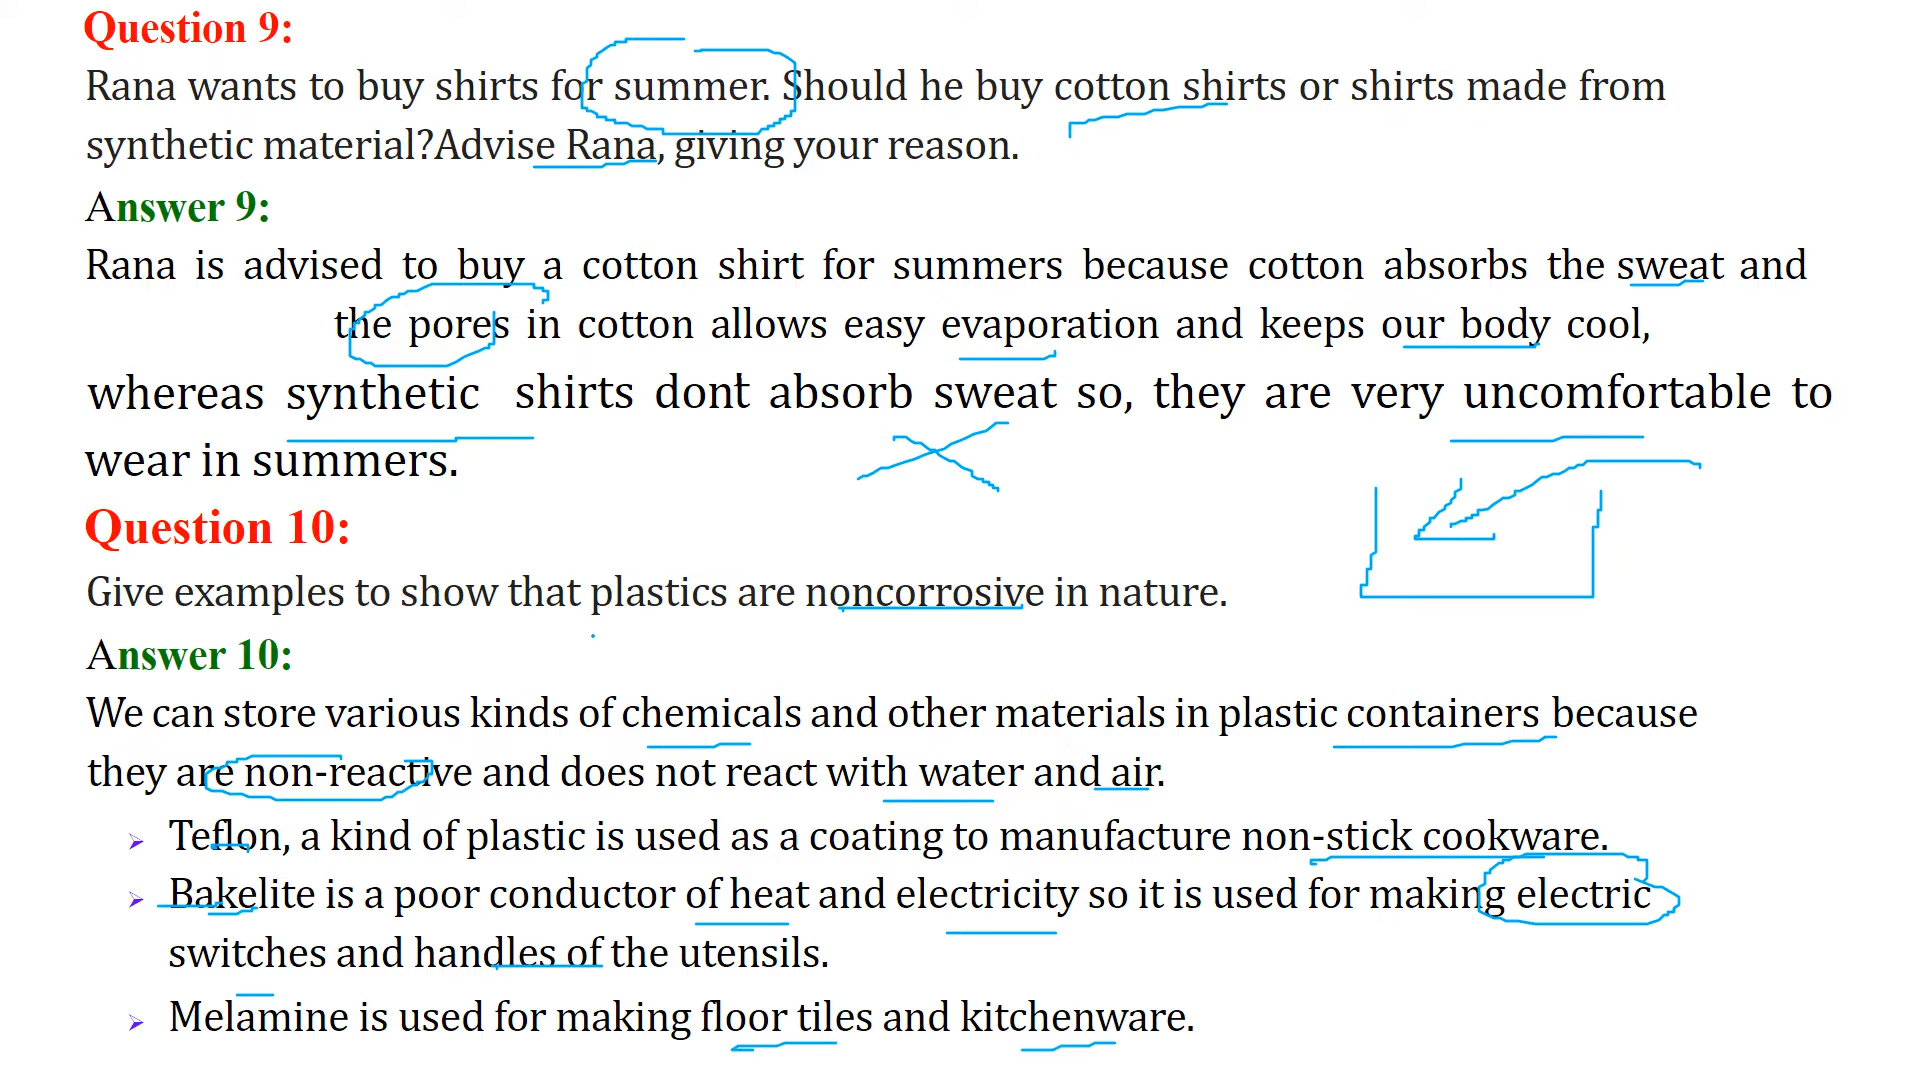 Question 9:
Rana wants to buy shirts for summer. Should he buy cotton shirts or shirts made from
synthetic material?Advise Rana, giving your reason.
Answer 9:
Rana is advised to buy a cotton shirt for summers because cotton absorbs the sweat and
the pores in cotton allows easy evaporation and keeps our body cool,
whereas synthetic shirts dont absorb sweat so, they are very uncomfortable to
wear in summers.
Question 10:
Give examples to show that plastics are noncorrosive in nature.
Answer 10:
We can store various kinds of chemicals and other materials in plastic containers because
they are non-reactive and does not react with water and air.
➢ Teflon, a kind of plastic is used as a coating to manufacture non-stick cookware.
➢ Bakelite is a poor conductor of heat and electricity so it is used for making electric
switches and handles of the utensils.
➢ Melamine is used for making floor tiles and kitchenware.